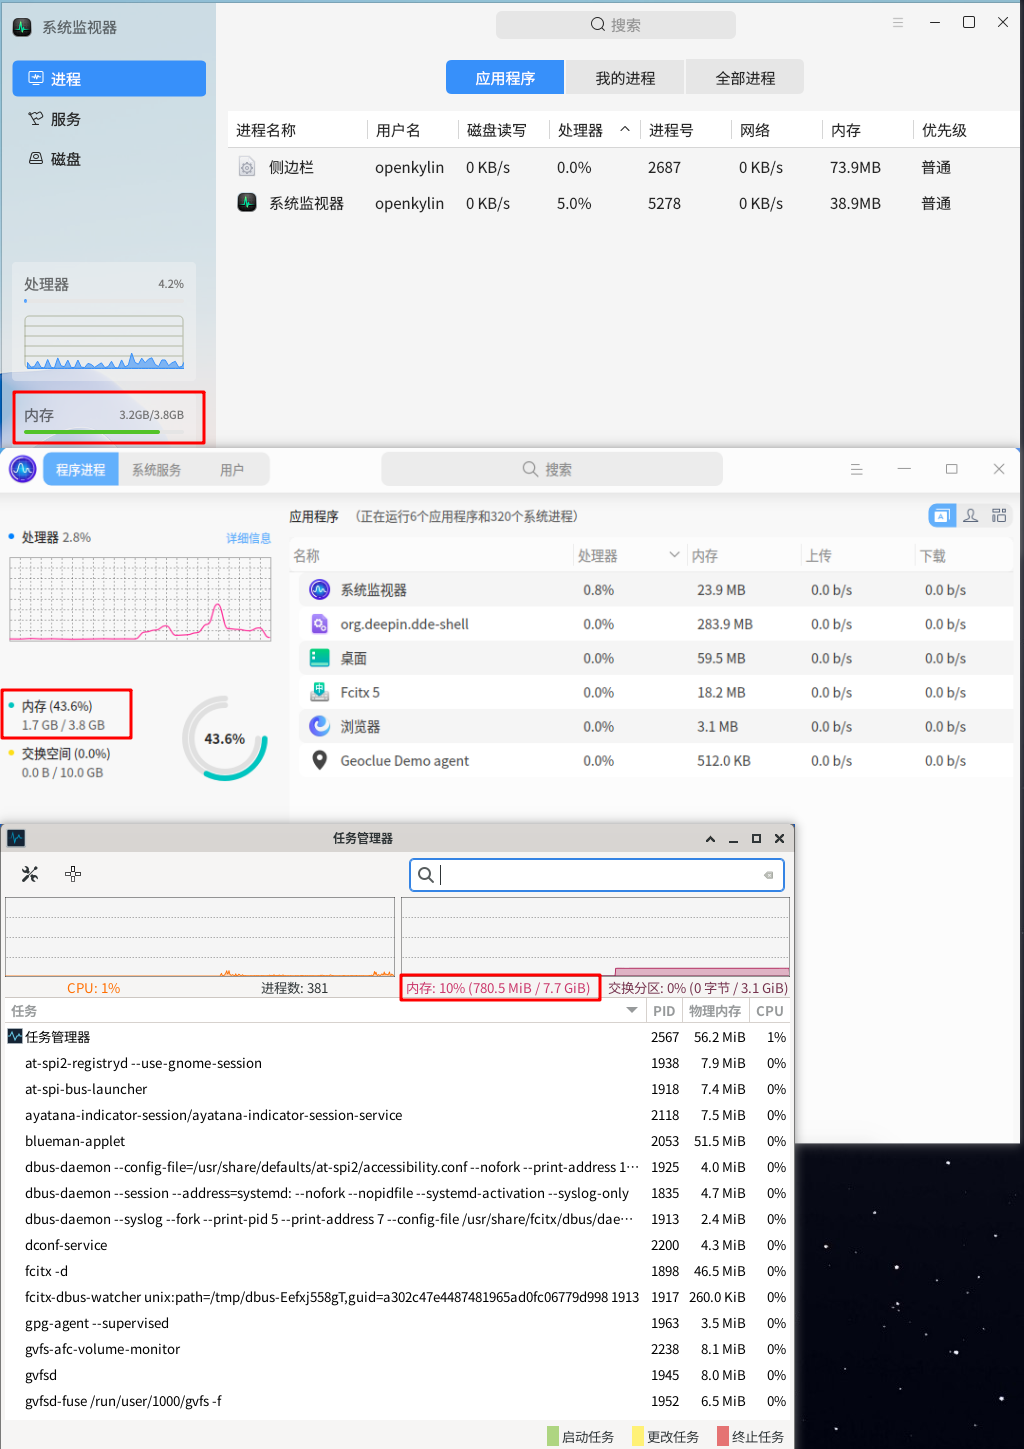 系统监视器
搜索
进程
服务
磁盘
应用程序 我的进程 全部进程
进程名称 用户名 磁盘读写 处理器 进程号 网络 内存 优先级
侧边栏 openkylin 0 KB/s 0.0% 2687 0 KB/s 73.9MB 普通
系统监视器 openkylin 0 KB/s 5.0% 5278 0 KB/s 38.9MB 普通
处理器 4.2%
内存 3.2GB/3.8GB
程序进程 系统服务 用户
搜索
应用程序 (正在运行6个应用程序和320个系统进程)
处理器 2.8% 详细信息
内存 (43.6%)
1.7 GB / 3.8 GB
交换空间 (0.0%)
0.0 B / 10.0 GB
43.6%
名称 处理器 内存 上传 下载
系统监视器 0.8% 23.9 MB 0.0 b/s 0.0 b/s
org.deepin.dde-shell 0.0% 283.9 MB 0.0 b/s 0.0 b/s
桌面 0.0% 59.5 MB 0.0 b/s 0.0 b/s
Fcitx 5 0.0% 18.2 MB 0.0 b/s 0.0 b/s
浏览器 0.0% 3.1 MB 0.0 b/s 0.0 b/s
Geoclue Demo agent 0.0% 512.0 KB 0.0 b/s 0.0 b/s
任务管理器
CPU: 1% 进程数: 381 内存: 10% (780.5 MiB / 7.7 GiB) 交换分区: 0% (0 字节 / 3.1 GiB)
任务 PID 物理内存 CPU
任务管理器 2567 56.2 MiB 1%
at-spi2-registryd --use-gnome-session 1938 7.9 MiB 0%
at-spi-bus-launcher 1918 7.4 MiB 0%
ayatana-indicator-session/ayatana-indicator-session-service 2118 7.5 MiB 0%
blueman-applet 2053 51.5 MiB 0%
dbus-daemon --config-file=/usr/share/defaults/at-spi2/accessibility.conf --nofork --print-address 1… 1925 4.0 MiB 0%
dbus-daemon --session --address=systemd: --nofork --nopidfile --systemd-activation --syslog-only 1835 4.7 MiB 0%
dbus-daemon --syslog --fork --print-pid 5 --print-address 7 --config-file /usr/share/fcitx/dbus/dae… 1913 2.4 MiB 0%
dconf-service 2200 4.3 MiB 0%
fcitx -d 1898 46.5 MiB 0%
fcitx-dbus-watcher unix:path=/tmp/dbus-Eefxj558gT,guid=a302c47e4487481965ad0fc06779d998 1913 1917 260.0 KiB 0%
gpg-agent --supervised 1963 3.5 MiB 0%
gvfs-afc-volume-monitor 2238 8.1 MiB 0%
gvfsd 1945 8.0 MiB 0%
gvfsd-fuse /run/user/1000/gvfs -f 1952 6.5 MiB 0%
启动任务 更改任务 终止任务